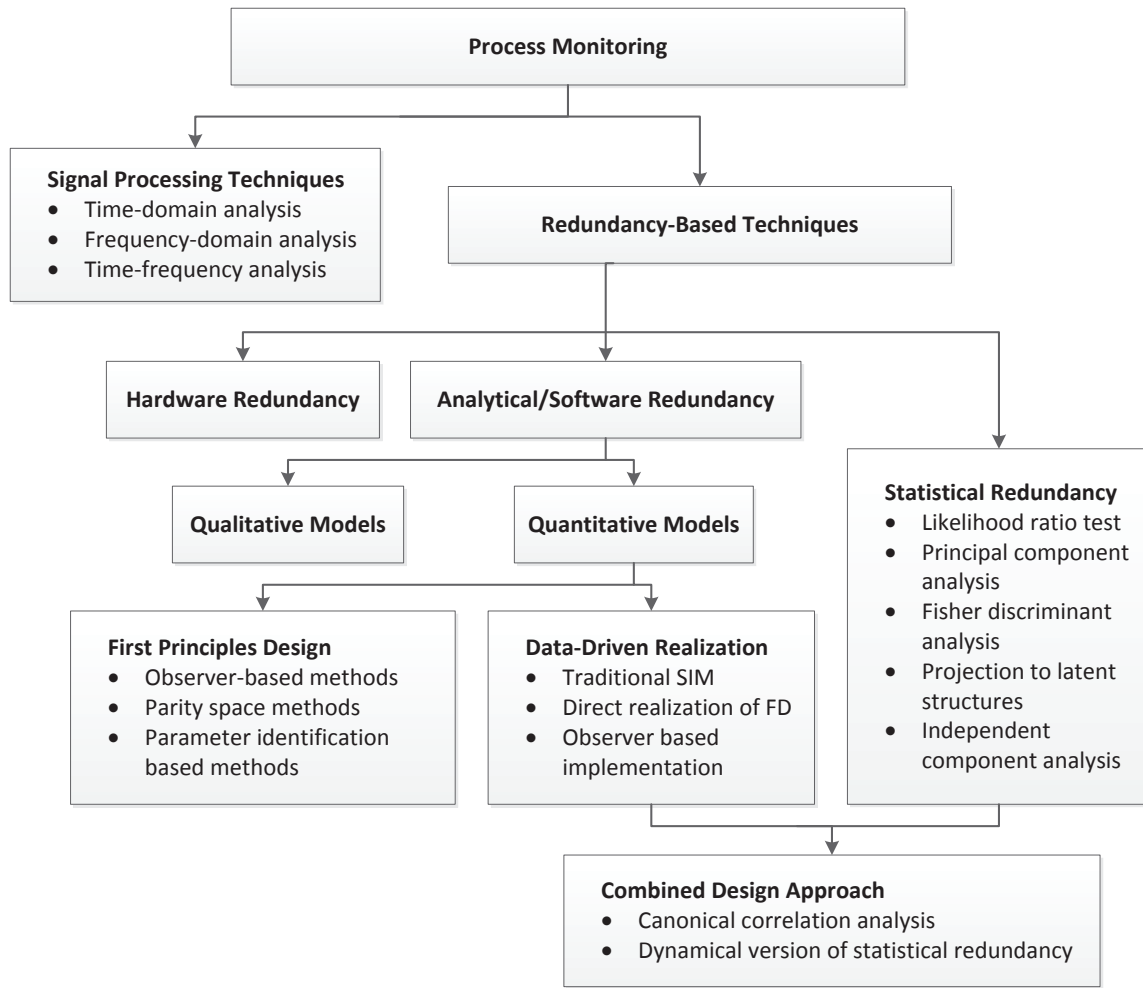 Process Monitoring
Signal Processing Techniques
• Time-domain analysis
• Frequency-domain analysis
• Time-frequency analysis
Redundancy-Based Techniques
Hardware Redundancy
Analytical/Software Redundancy
Qualitative Models
Quantitative Models
Statistical Redundancy
• Likelihood ratio test
• Principal component
analysis
• Fisher discriminant
analysis
• Projection to latent
structures
• Independent
component analysis
First Principles Design
• Observer-based methods
• Parity space methods
• Parameter identification
based methods
Data-Driven Realization
• Traditional SIM
• Direct realization of FD
• Observer based
implementation
Combined Design Approach
• Canonical correlation analysis
• Dynamical version of statistical redundancy